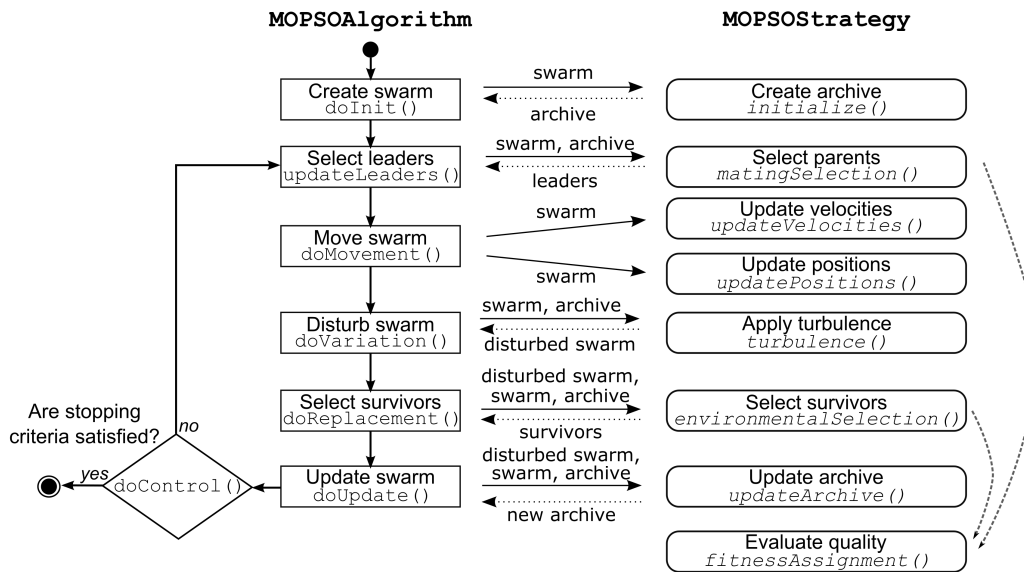 MOPSOAlgorithm
MOPSOStrategy
Create swarm
doInit()
swarm
archive
Create archive
initialize()
Select leaders
updateLeaders()
swarm, archive
leaders
Select parents
matingSelection()
Move swarm
doMovement()
swarm
swarm
Update velocities
updateVelocities()
Update positions
updatePositions()
Disturb swarm
doVariation()
swarm, archive
disturbed swarm
Apply turbulence
turbulence()
Select survivors
doReplacement()
disturbed swarm,
swarm, archive
survivors
Select survivors
environmentalSelection()
Update swarm
doUpdate()
disturbed swarm,
swarm, archive
new archive
Update archive
updateArchive()
Are stopping
criteria satisfied?
no
yes
doControl()
Evaluate quality
fitnessAssignment()